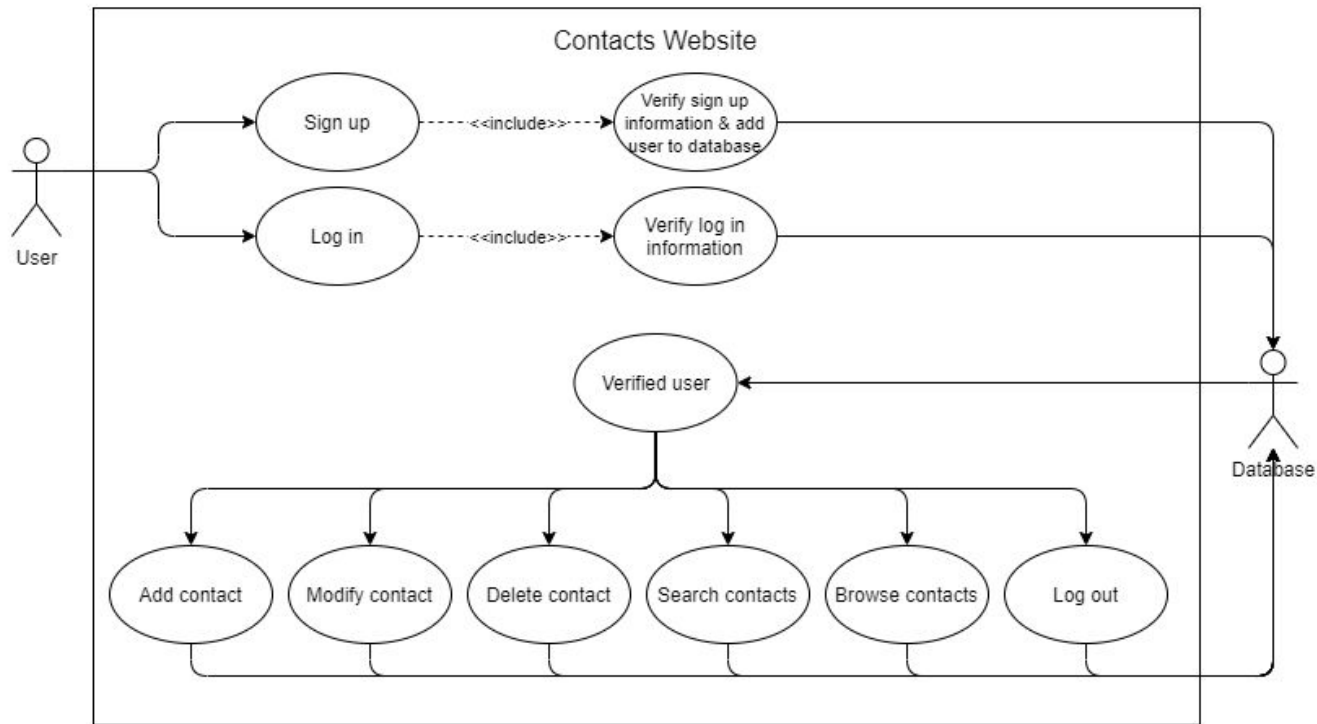 Contacts Website
Sign up
<<include>>
Verify sign up
information & add
user to database
Log in
<<include>>
Verify log in
information
User
Verified user
Database
Add contact
Modify contact
Delete contact
Search contacts
Browse contacts
Log out